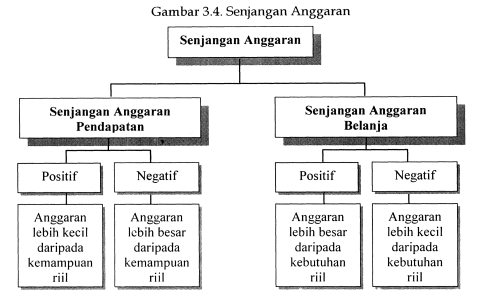 Gambar 3.4. Senjangan Anggaran
Senjangan Anggaran
Senjangan Anggaran
Pendapatan
Senjangan Anggaran
Belanja
Positif
Negatif
Positif
Negatif
Anggaran
lebih kecil
daripada
kemampuan
riil
Anggaran
lebih besar
daripada
kemampuan
riil
Anggaran
lebih besar
daripada
kebutuhan
riil
Anggaran
lebih kecil
daripada
kebutuhan
riil